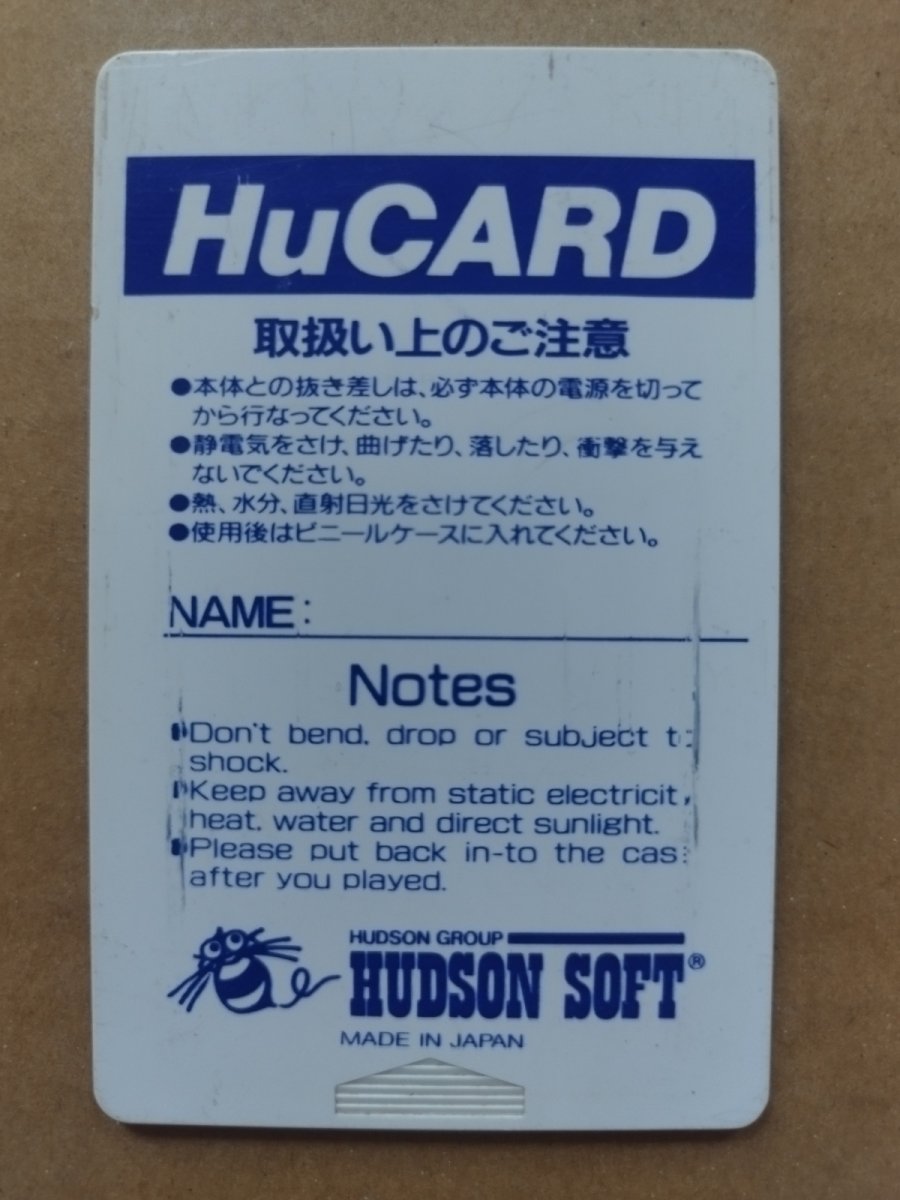 HuCARD
取扱い上のご注意
●本体との抜き差しは、必ず本体の電源を切って
から行なってください。
●静電気をさけ、曲げたり、落したり、衝撃を与え
ないでください。
●熱、水分、直射日光をさけてください。
●使用後はビニールケースに入れてください。
NAME:
Notes
●Don't bend, drop or subject to
shock.
●Keep away from static electricit,
heat, water and direct sunlight.
●Please put back in-to the cas
after you played.
HUDSON GROUP
HUDSON SOFT®
MADE IN JAPAN